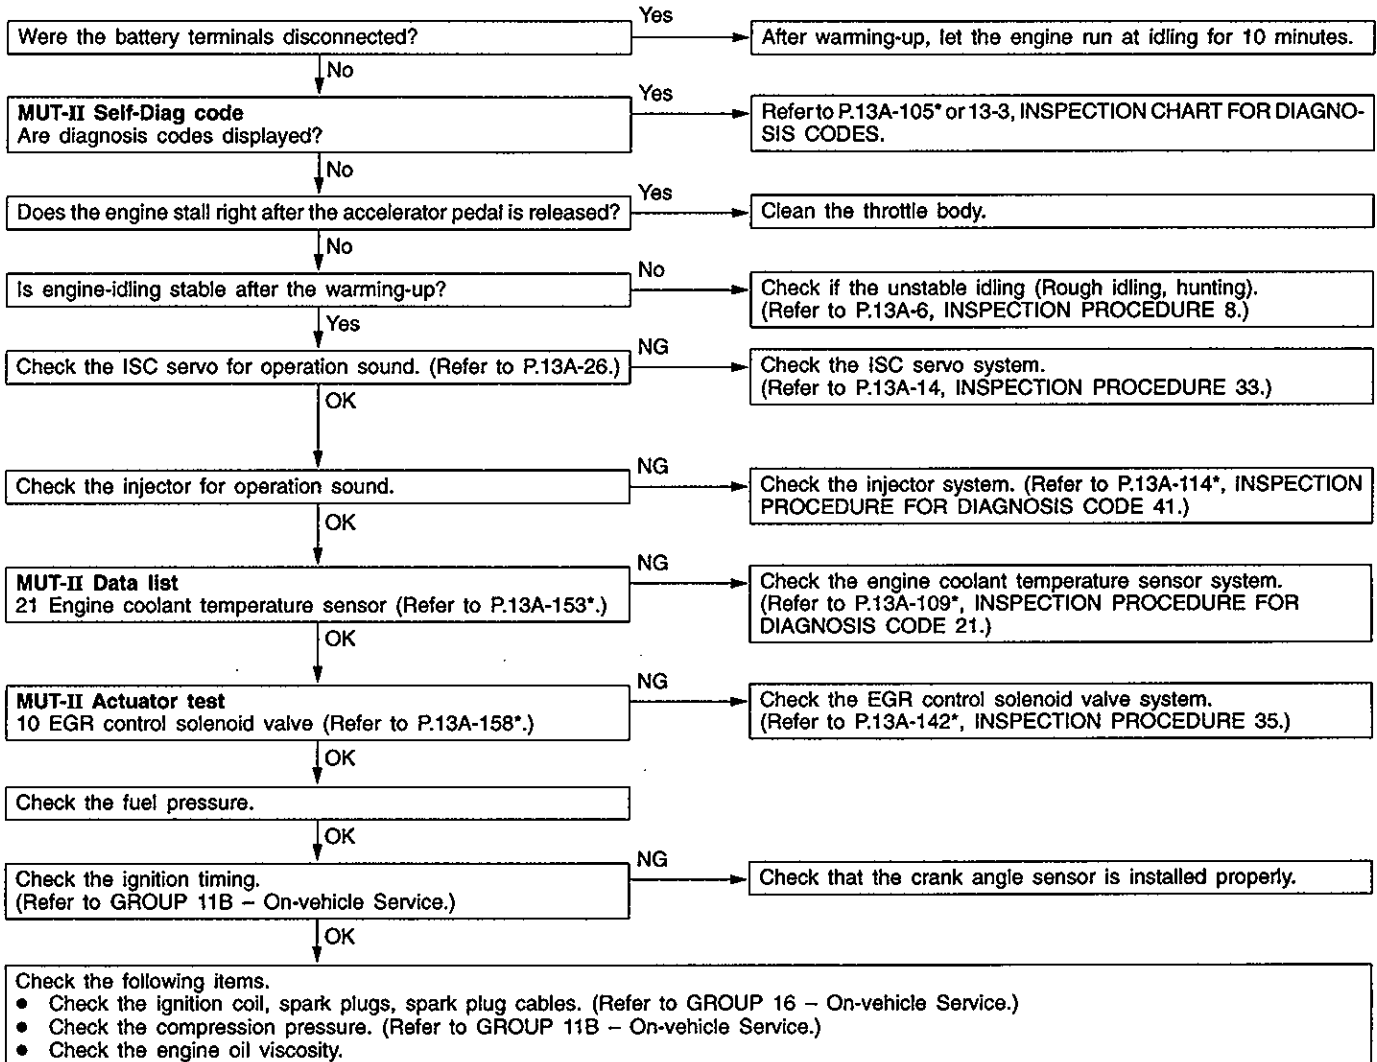 Yes
Were the battery terminals disconnected?
After warming-up, let the engine run at idling for 10 minutes.
No
Yes
MUT-II Self-Diag code
Are diagnosis codes displayed?
Refer to P.13A-105* or 13-3, INSPECTION CHART FOR DIAGNO-
SIS CODES.
No
Yes
Does the engine stall right after the accelerator pedal is released?
Clean the throttle body.
No
No
Is engine-idling stable after the warming-up?
Check if the unstable idling (Rough idling, hunting).
(Refer to P.13A-6, INSPECTION PROCEDURE 8.)
Yes
NG
Check the ISC servo for operation sound. (Refer to P.13A-26.)
Check the ISC servo system.
(Refer to P.13A-14, INSPECTION PROCEDURE 33.)
OK
NG
Check the injector for operation sound.
Check the injector system. (Refer to P.13A-114*, INSPECTION
PROCEDURE FOR DIAGNOSIS CODE 41.)
OK
NG
MUT-II Data list
21 Engine coolant temperature sensor (Refer to P.13A-153*.)
Check the engine coolant temperature sensor system.
(Refer to P.13A-109*, INSPECTION PROCEDURE FOR
DIAGNOSIS CODE 21.)
OK
NG
MUT-II Actuator test
10 EGR control solenoid valve (Refer to P.13A-158*.)
Check the EGR control solenoid valve system.
(Refer to P.13A-142*, INSPECTION PROCEDURE 35.)
OK
Check the fuel pressure.
OK
NG
Check the ignition timing.
(Refer to GROUP 11B – On-vehicle Service.)
Check that the crank angle sensor is installed properly.
OK
Check the following items.
● Check the ignition coil, spark plugs, spark plug cables. (Refer to GROUP 16 – On-vehicle Service.)
● Check the compression pressure. (Refer to GROUP 11B – On-vehicle Service.)
● Check the engine oil viscosity.